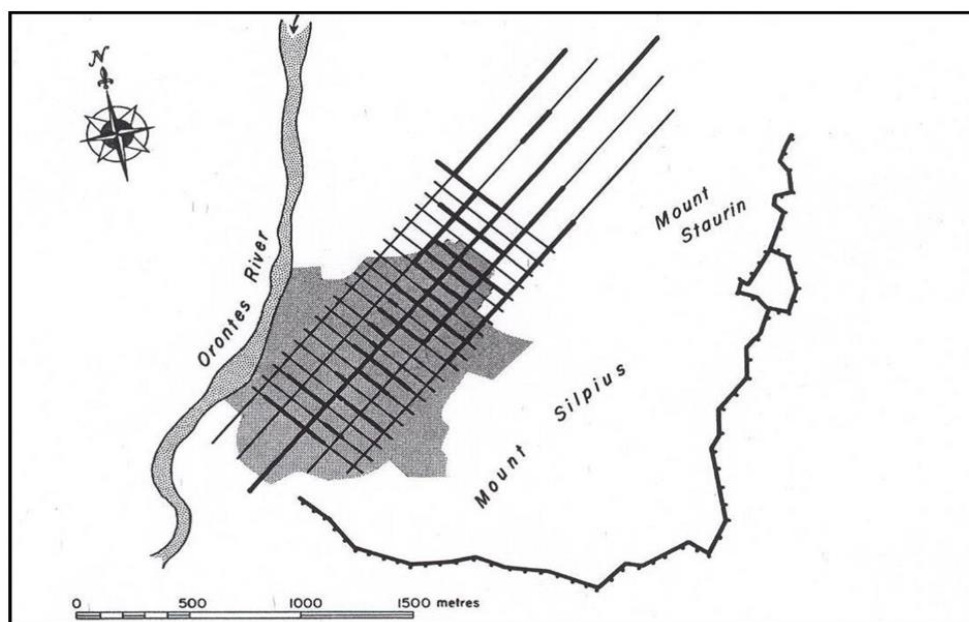 N
Orontes River
Mount
Staurin
Mount Silpius
0 500 1000 1500 metres